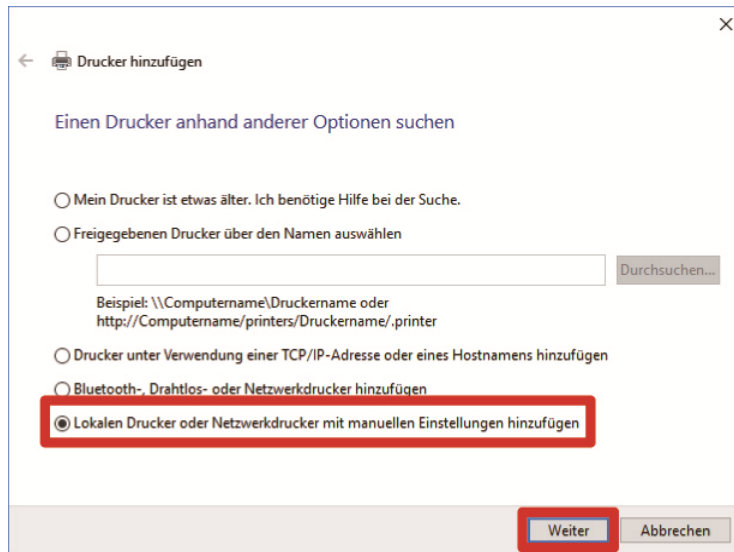 Drucker hinzufügen
Einen Drucker anhand anderer Optionen suchen
Mein Drucker ist etwas älter. Ich benötige Hilfe bei der Suche.
Freigegebenen Drucker über den Namen auswählen
Durchsuchen...
Beispiel: \\Computername\Druckername oder
http://Computername/printers/Druckername/.printer
Drucker unter Verwendung einer TCP/IP-Adresse oder eines Hostnamens hinzufügen
Bluetooth-, Drahtlos- oder Netzwerkdrucker hinzufügen
Lokalen Drucker oder Netzwerkdrucker mit manuellen Einstellungen hinzufügen
Weiter Abbrechen